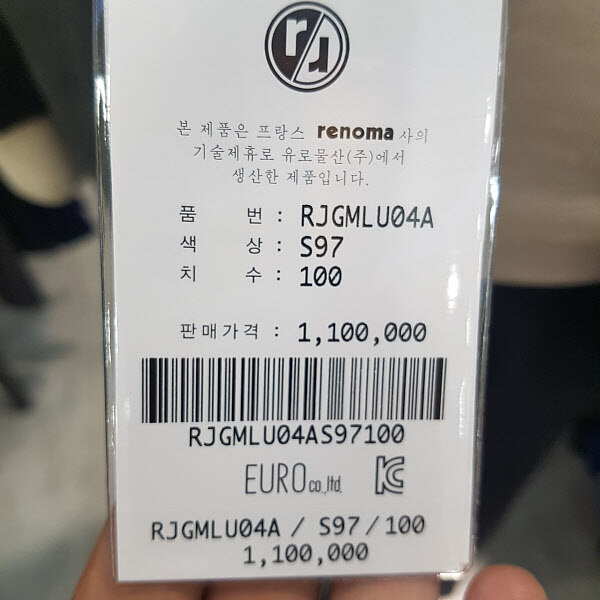 rr
본 제품은 프랑스 renoma 사의
기술제휴로 유로물산(주)에서
생산한 제품입니다.
품 번 : RJGMLU04A
색 상 : S97
치 수 : 100
판매가격 : 1,100,000
RJGMLU04AS97100
EURO co.,ltd. KC
RJGMLU04A / S97 / 100
1,100,000